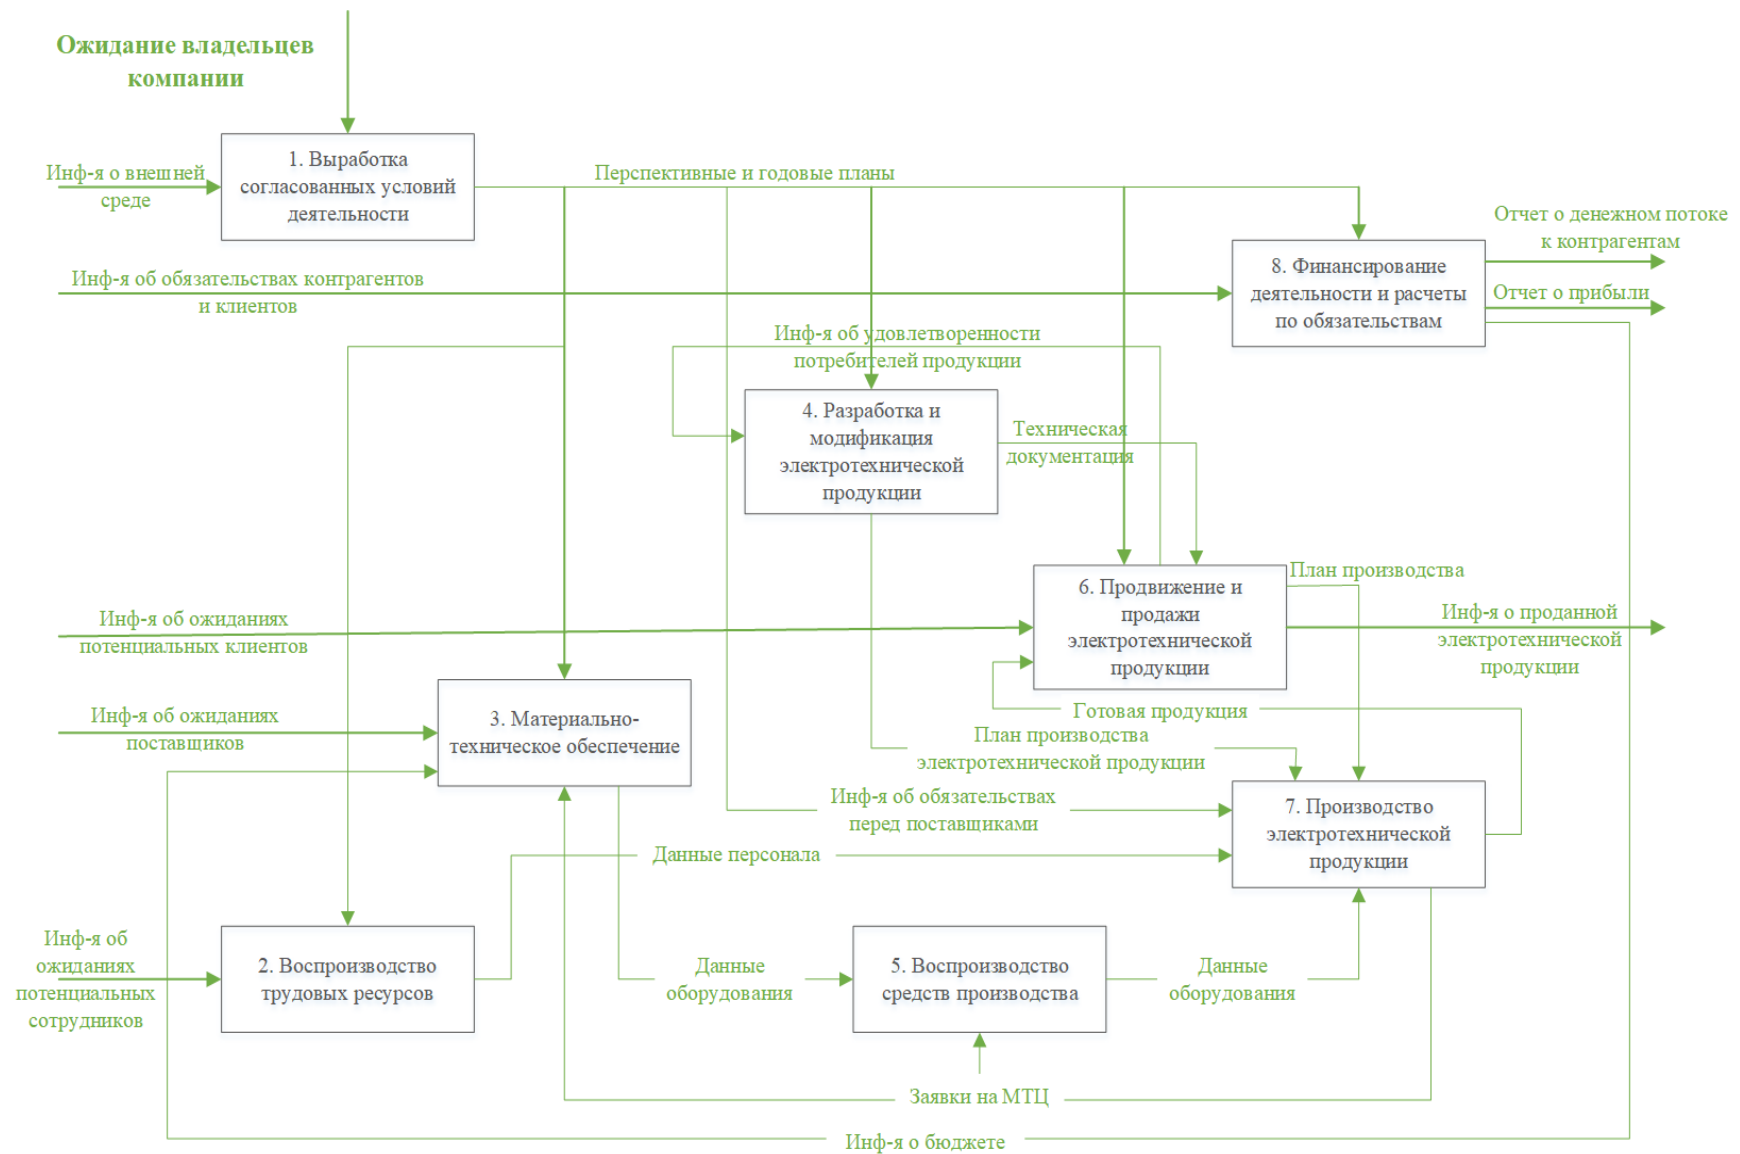 Ожидание владельцев
компании
1. Выработка
согласованных условий
деятельности
Инф-я о внешней
среде
Перспективные и годовые планы
Отчет о денежном потоке
к контрагентам
Отчет о прибыли
8. Финансирование
деятельности и расчеты
по обязательствам
Инф-я об обязательствах контрагентов
и клиентов
Инф-я об удовлетворенности
потребителей продукции
4. Разработка и
модификация
электротехнической
продукции
Техническая
документация
План производства
6. Продвижение и
продажи
электротехнической
продукции
Инф-я о проданной
электротехнической
продукции
Инф-я об ожиданиях
потенциальных клиентов
Инф-я об ожиданиях
поставщиков
3. Материально-
техническое обеспечение
Готовая продукция
План производства
электротехнической продукции
Инф-я об обязательствах
перед поставщиками
7. Производство
электротехнической
продукции
Данные персонала
Инф-я об
ожиданиях
потенциальных
сотрудников
2. Воспроизводство
трудовых ресурсов
Данные
оборудования
5. Воспроизводство
средств производства
Данные
оборудования
Заявки на МТЦ
Инф-я о бюджете